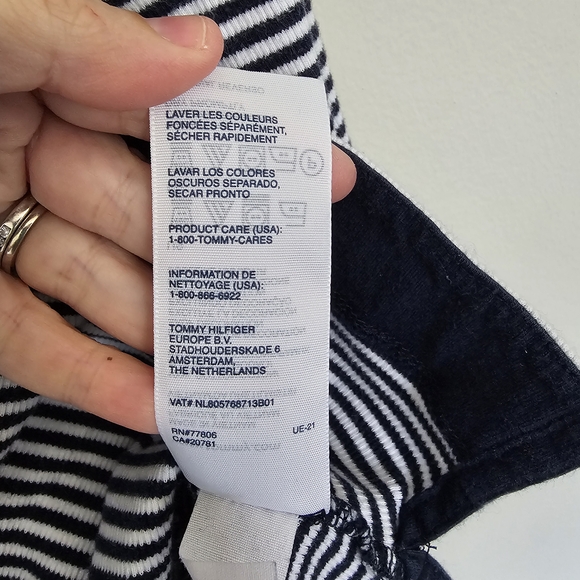 LAVER LES COULEURS
FONCÉES SÉPARÉMENT,
SÉCHER RAPIDEMENT
LAVAR LOS COLORES
OSCUROS SEPARADO,
SECAR PRONTO
PRODUCT CARE (USA):
1-800-TOMMY-CARES
INFORMATION DE
NETTOYAGE (USA):
1-800-866-6922
TOMMY HILFIGER
EUROPE B.V.
STADHOUDERSKADE 6
AMSTERDAM,
THE NETHERLANDS
VAT# NL805768713B01
RN#77806 UE-21
CA#20781